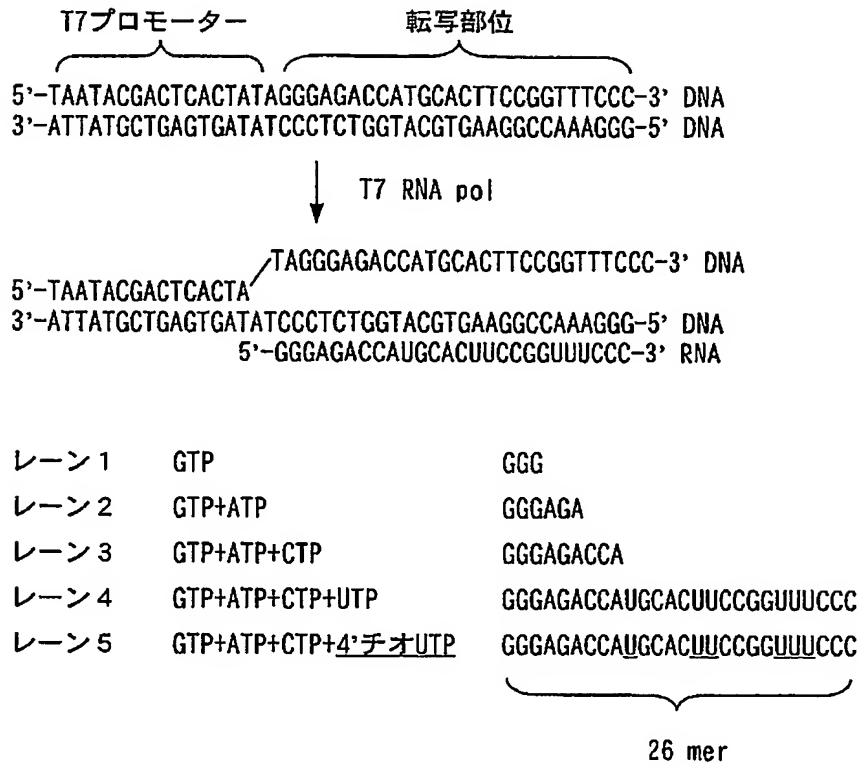 T7プロモーター 転写部位
5'-TAATACGACTCACTATAGGGAGACCATGCACTTCCGGTTTCCC-3' DNA
3'-ATTATGCTGAGTGATATCCCTCTGGTACGTGAAGGCCAAAGGG-5' DNA
T7 RNA pol
TAGGGAGACCATGCACTTCCGGTTTCCC-3' DNA
5'-TAATACGACTCACTA
3'-ATTATGCTGAGTGATATCCCTCTGGTACGTGAAGGCCAAAGGG-5' DNA
5'-GGGAGACCAUGCACUUCCGGUUUCCC-3' RNA
レーン1 GTP GGG
レーン2 GTP+ATP GGGAGA
レーン3 GTP+ATP+CTP GGGAGACCA
レーン4 GTP+ATP+CTP+UTP GGGAGACCAUGCACUUCCGGUUUCCC
レーン5 GTP+ATP+CTP+4'チオUTP GGGAGACCAUGCACUUCCGGUUUCCC
26 mer